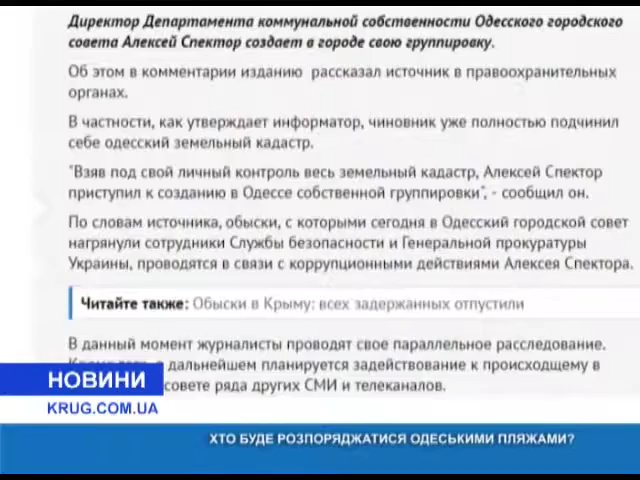 Директор Департамента коммунальной собственности Одесского городского
совета Алексей Спектор создает в городе свою группировку.
Об этом в комментарии изданию рассказал источник в правоохранительных
органах.
В частности, как утверждает информатор, чиновник уже полностью подчинил
себе одесский земельный кадастр.
"Взяв под свой личный контроль весь земельный кадастр, Алексей Спектор
приступил к созданию в Одессе собственной группировки", - сообщил он.
По словам источника, обыски, с которыми сегодня в Одесский городской совет
нагрянули сотрудники Службы безопасности и Генеральной прокуратуры
Украины, проводятся в связи с коррупционными действиями Алексея Спектора.
Читайте также: Обыски в Крыму: всех задержанных отпустили
В данный момент журналисты проводят свое параллельное расследование.
дальнейшем планируется задействование к происходящему в
совете ряда других СМИ и телеканалов.
НОВИНИ
KRUG.COM.UA
ХТО БУДЕ РОЗПОРЯДЖАТИСЯ ОДЕСЬКИМИ ПЛЯЖАМИ?